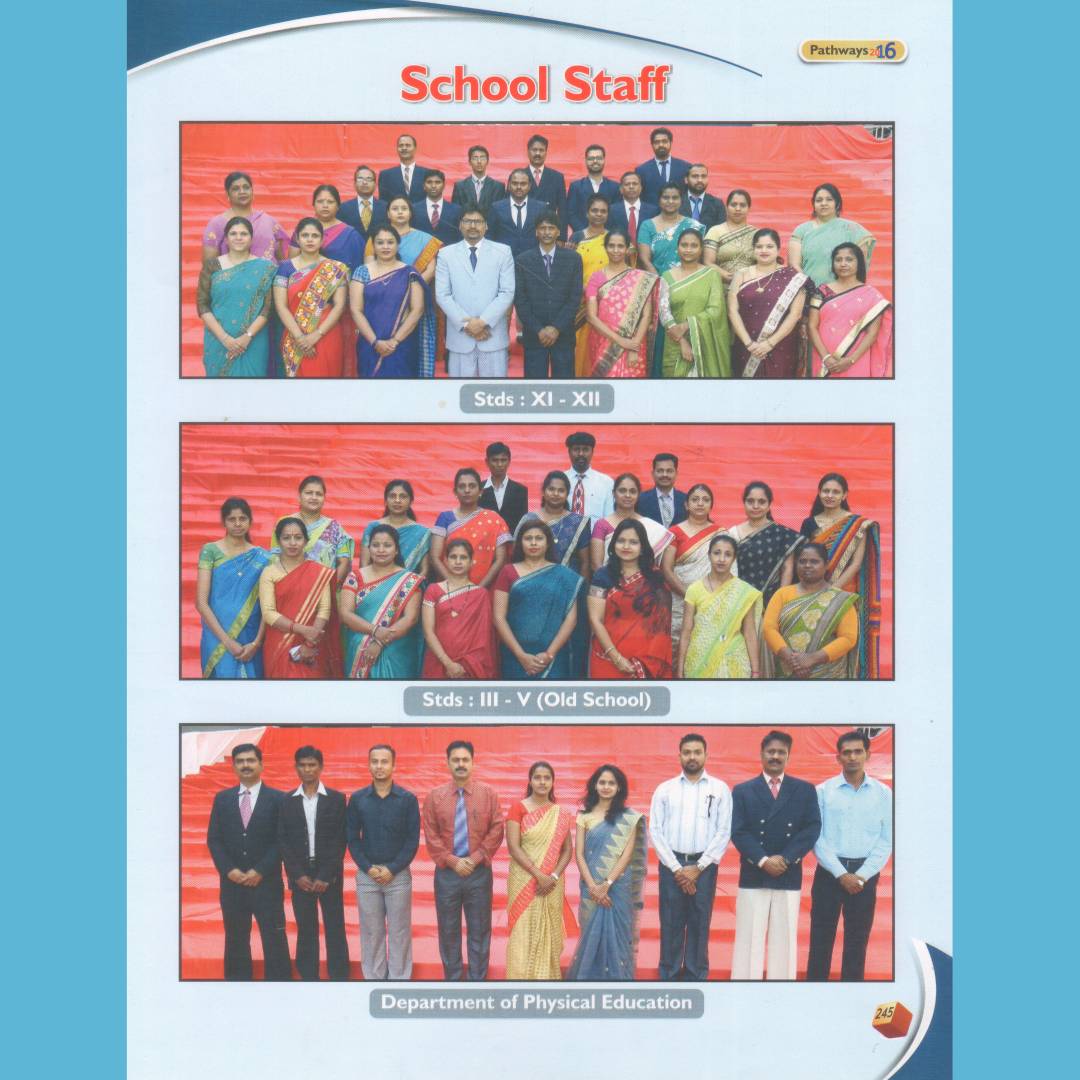 Pathways 2016
School Staff
Stds : XI - XII
Stds : III - V (Old School)
Department of Physical Education
245